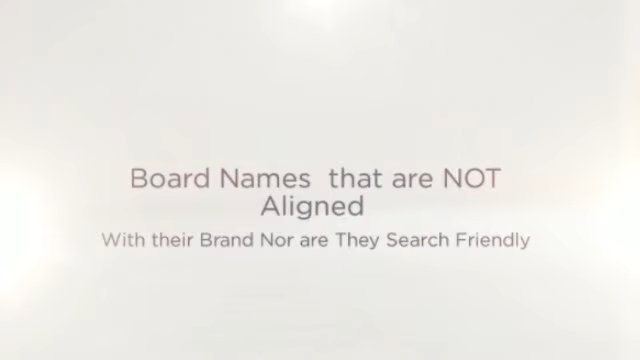 Board Names  that are NOT
Aligned
With their Brand Nor are They Search Friendly